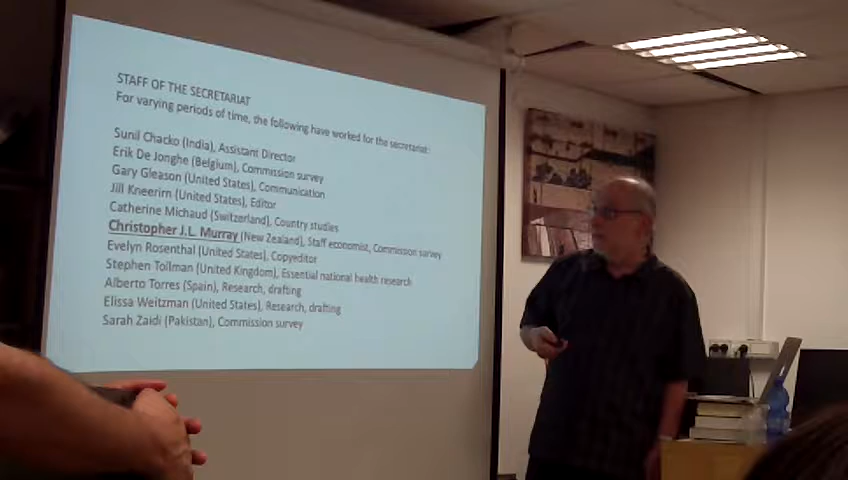 STAFF OF THE SECRETARIAT
For varying periods of time, the following have worked for the secretariat:
Sunil Chacko (India), Assistant Director
Erik De Jonghe (Belgium), Commission survey
Gary Gleason (United States), Communication
Jill Kneerim (United States), Editor
Catherine Michaud (Switzerland), Country studies
Christopher J.L. Murray (New Zealand), Staff economist, Commission survey
Evelyn Rosenthal (United States), Copyeditor
Stephen Tollman (United Kingdom), Essential national health research
Alberto Torres (Spain), Research, drafting
Elissa Weitzman (United States), Research, drafting
Sarah Zaidi (Pakistan), Commission survey